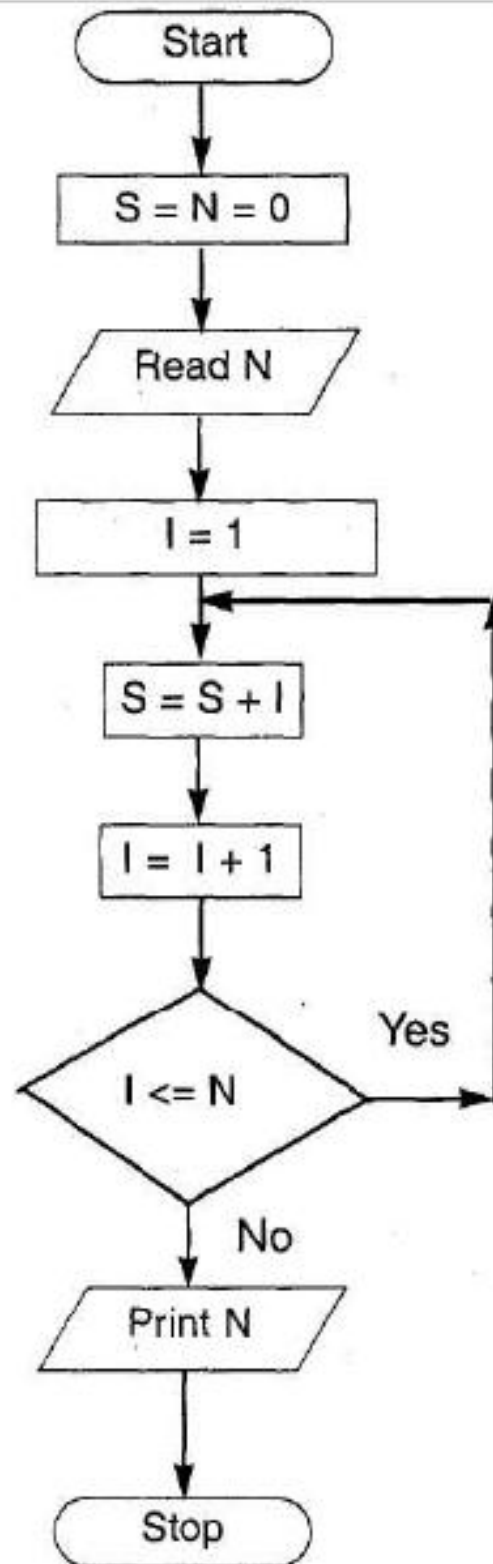 Start
S = N = 0
Read N
I = 1
S = S + I
I = I + 1
I <= N
Yes
No
Print N
Stop